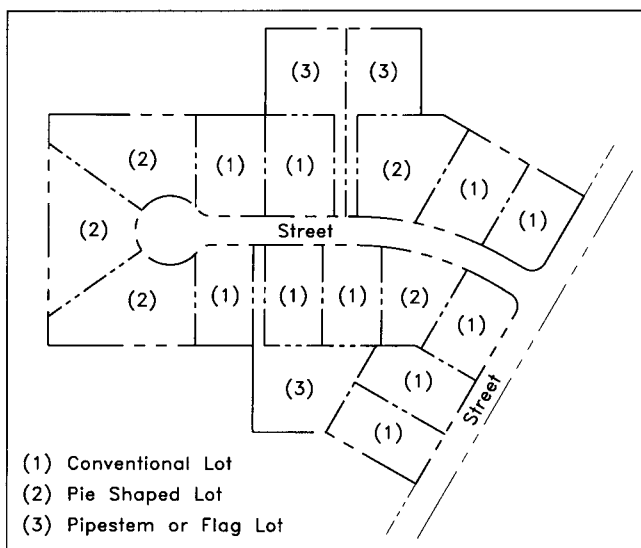 (3) (3)
(2) (1) (1) (2) (1)
(1)
(2)
Street
(2) (1) (1) (1) (2)
(1)
(1)
(3)
(1)
Street
(1) Conventional Lot
(2) Pie Shaped Lot
(3) Pipestem or Flag Lot